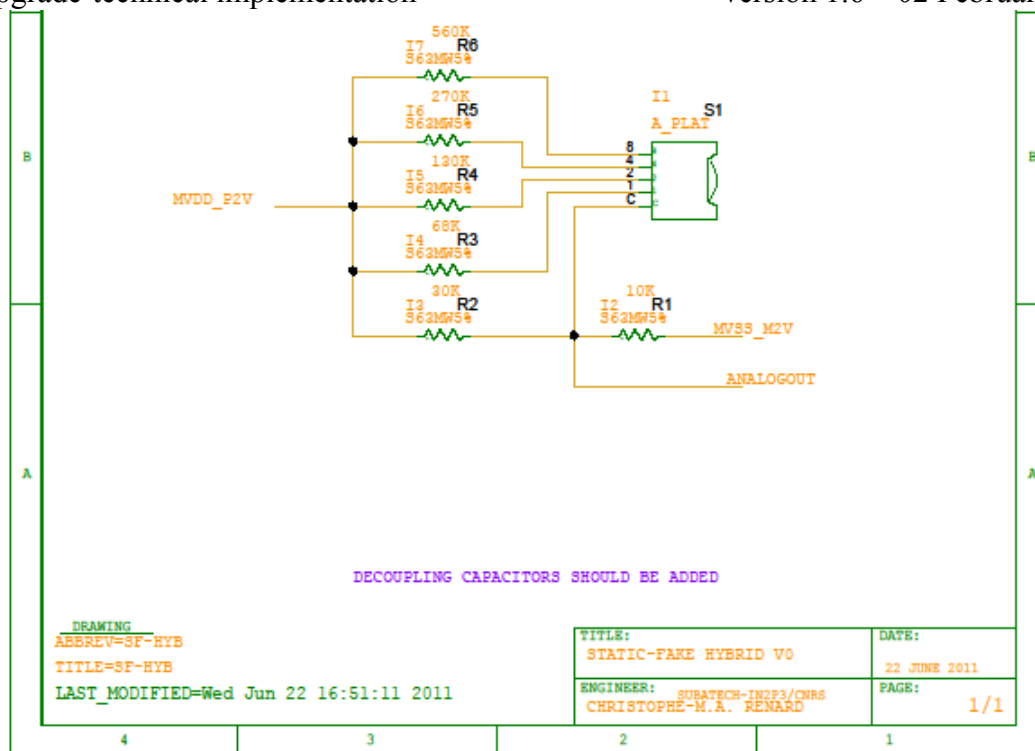 pgrade technical implementation
560K
I7 R6
S63MW5%
270K
I6 R5
S63MW5%
130K
I5 R4
S63MW5%
68K
I4 R3
S63MW5%
30K
I3 R2
S63MW5%
MVDD_P2V
I1
S1
A_PLAT
8
4
2
1
C
10K
I2 R1
S63MW5%
MVSS_M2V
ANALOGOUT
B
B
A
A
DECOUPLING CAPACITORS SHOULD BE ADDED
DRAWING
ABBREV=SF-HYB
TITLE=SF-HYB
LAST_MODIFIED=Wed Jun 22 16:51:11 2011
TITLE:
STATIC-FAKE HYBRID V0
DATE:
22 JUNE 2011
ENGINEER:
SUBATECH-IN2P3/CNRS
CHRISTOPHE-M.A. RENARD
PAGE:
1/1
4 3 2 1